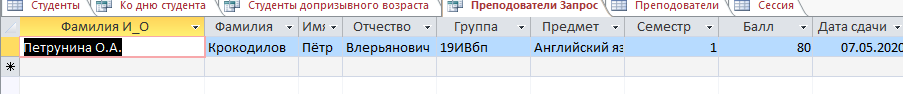 Студенты Ко дню студента Студенты допризывного возраста Преподаватели Запрос Преподаватели Сессия
Фамилия И_О Фамилия Имя Отчество Группа Предмет Семестр Балл Дата сдачи
Петрунина О.А. Крокодилов Пётр Влерьянович 19ИВбп Английский яз 1 80 07.05.2020